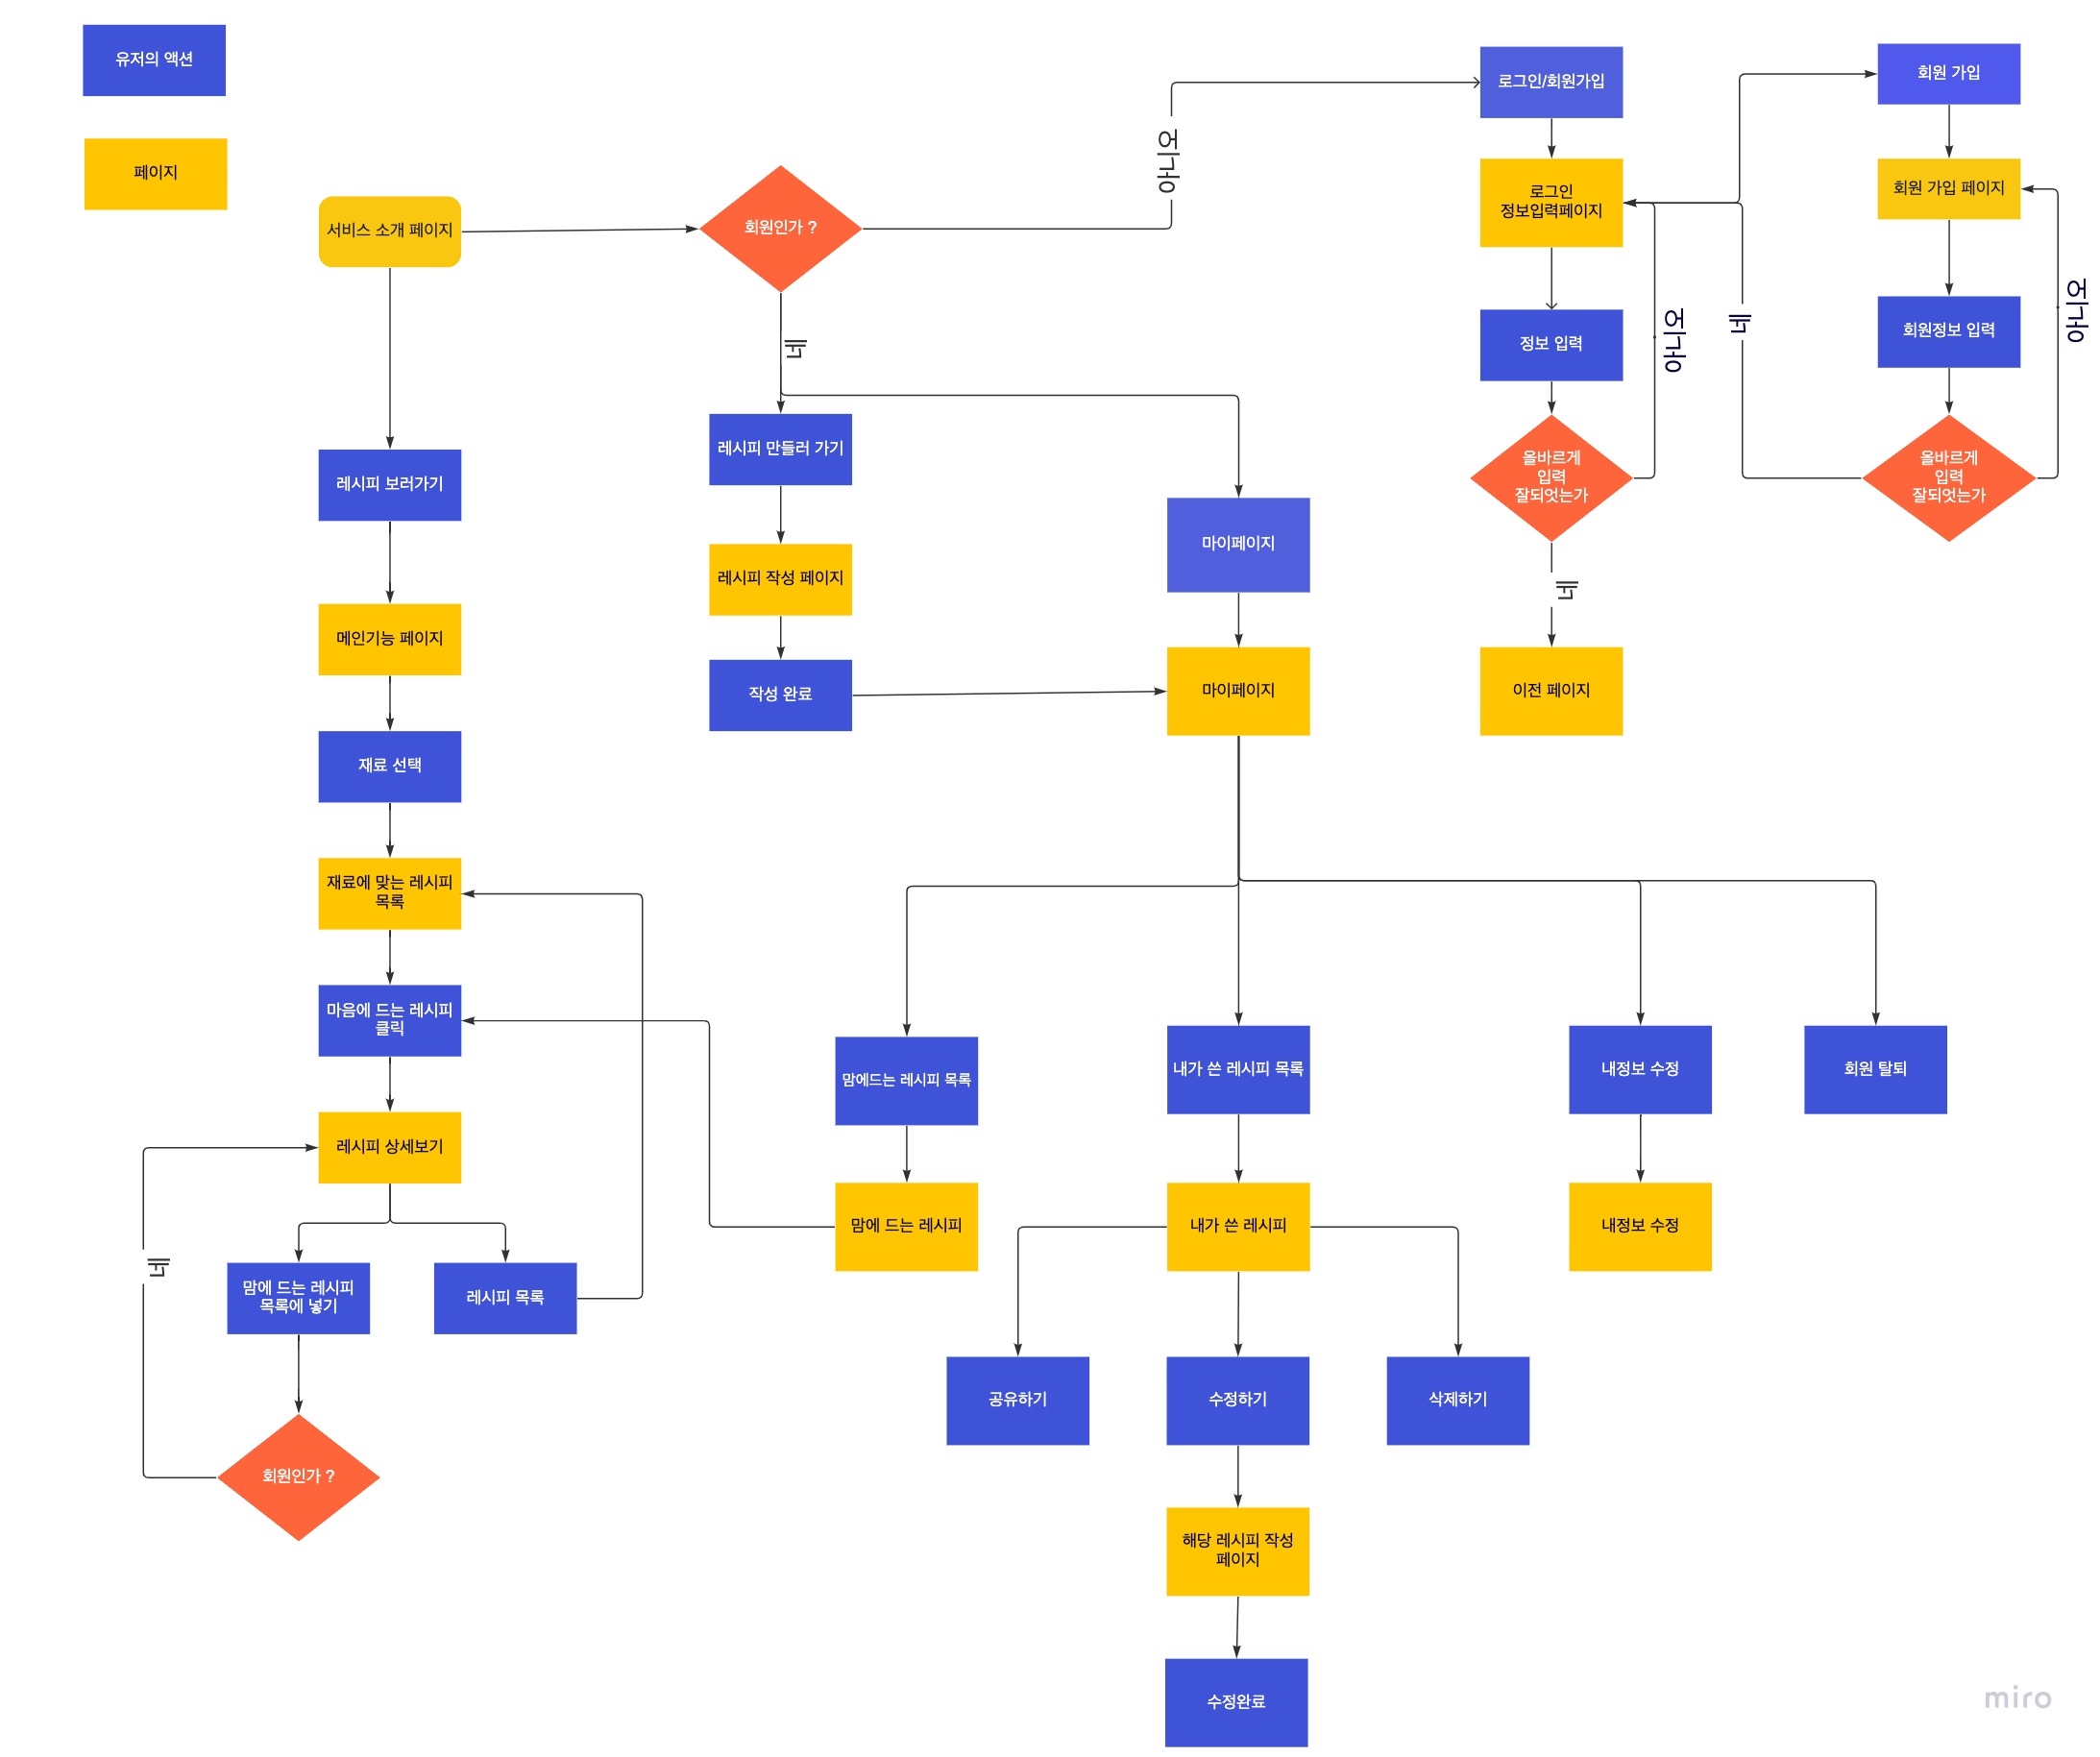 유저의 액션
페이지
서비스 소개 페이지
회원인가 ?
아니오
로그인/회원가입
회원 가입
로그인
정보입력페이지
회원 가입 페이지
네
정보 입력
아니오
네
회원정보 입력
아니오
레시피 보러가기
레시피 만들러 가기
올바르게
입력
잘되엇는가
올바르게
입력
잘되엇는가
마이페이지
레시피 작성 페이지
네
메인기능 페이지
작성 완료
마이페이지
이전 페이지
재료 선택
재료에 맞는 레시피
목록
마음에 드는 레시피
클릭
맘에드는 레시피 목록
내가 쓴 레시피 목록
내정보 수정
회원 탈퇴
레시피 상세보기
맘에 드는 레시피
내가 쓴 레시피
내정보 수정
네
맘에 드는 레시피
목록에 넣기
레시피 목록
공유하기
수정하기
삭제하기
회원인가 ?
해당 레시피 작성
페이지
수정완료
miro